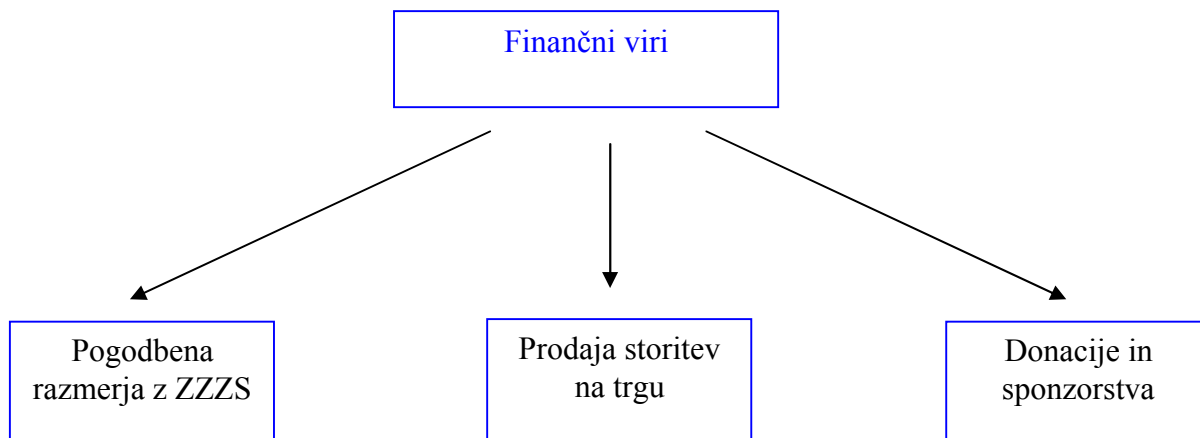 Finančni viri
Pogodbena
razmerja z ZZZS
Prodaja storitev
na trgu
Donacije in
sponzorstva